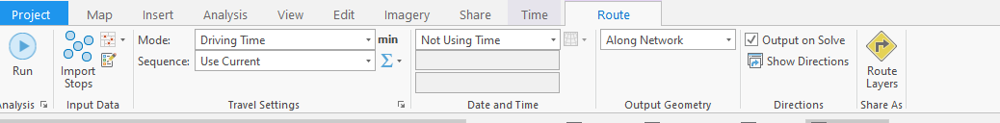 Project Map Insert Analysis View Edit Imagery Share Time Route
Mode: Driving Time min Not Using Time Along Network Output on Solve
Sequence: Use Current Σ Show Directions
Run
Import Stops
Route Layers
nalysis Input Data Travel Settings Date and Time Output Geometry Directions Share As